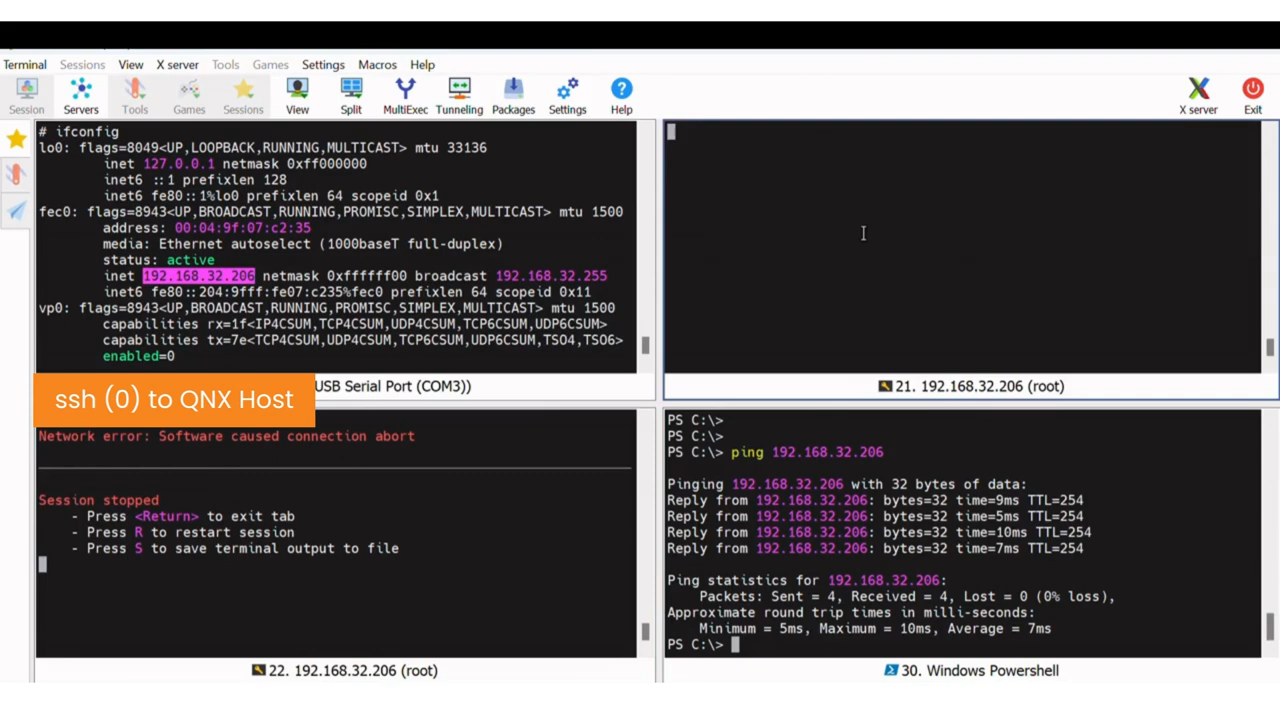 Terminal Sessions View X server Tools Games Settings Macros Help
Session Servers Tools Games Sessions View Split MultiExec Tunneling Packages Settings Help X server Exit
# ifconfig
lo0: flags=8049<UP,LOOPBACK,RUNNING,MULTICAST> mtu 33136
inet 127.0.0.1 netmask 0xff000000
inet6 ::1 prefixlen 128
inet6 fe80::1%lo0 prefixlen 64 scopeid 0x1
fec0: flags=8943<UP,BROADCAST,RUNNING,PROMISC,SIMPLEX,MULTICAST> mtu 1500
address: 00:04:9f:07:c2:35
media: Ethernet autoselect (1000baseT full-duplex)
status: active
inet 192.168.32.206 netmask 0xffffff00 broadcast 192.168.32.255
inet6 fe80::204:9fff:fe07:c235%fec0 prefixlen 64 scopeid 0x11
vp0: flags=8943<UP,BROADCAST,RUNNING,PROMISC,SIMPLEX,MULTICAST> mtu 1500
capabilities rx=1f<IP4CSUM,TCP4CSUM,UDP4CSUM,TCP6CSUM,UDP6CSUM>
capabilities tx=7e<TCP4CSUM,UDP4CSUM,TCP6CSUM,UDP6CSUM,TSO4,TSO6>
enabled=0
USB Serial Port (COM3))
21. 192.168.32.206 (root)
ssh (0) to QNX Host
Network error: Software caused connection abort
Session stopped
- Press <Return> to exit tab
- Press R to restart session
- Press S to save terminal output to file
22. 192.168.32.206 (root)
PS C:\>
PS C:\>
PS C:\> ping 192.168.32.206
Pinging 192.168.32.206 with 32 bytes of data:
Reply from 192.168.32.206: bytes=32 time=9ms TTL=254
Reply from 192.168.32.206: bytes=32 time=5ms TTL=254
Reply from 192.168.32.206: bytes=32 time=10ms TTL=254
Reply from 192.168.32.206: bytes=32 time=7ms TTL=254
Ping statistics for 192.168.32.206:
Packets: Sent = 4, Received = 4, Lost = 0 (0% loss),
Approximate round trip times in milli-seconds:
Minimum = 5ms, Maximum = 10ms, Average = 7ms
PS C:\>
30. Windows Powershell